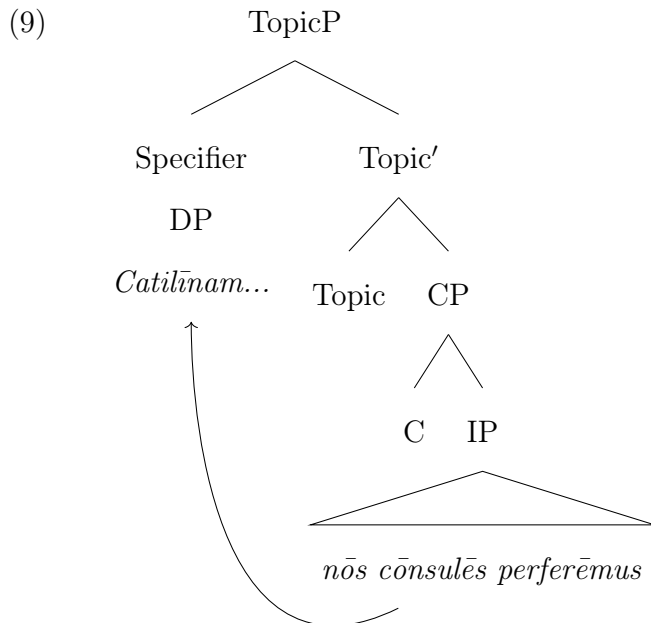 (9) TopicP
Specifier Topic′
DP
Catilīnam...
Topic CP
C IP
nōs cōnsulēs perferēmus